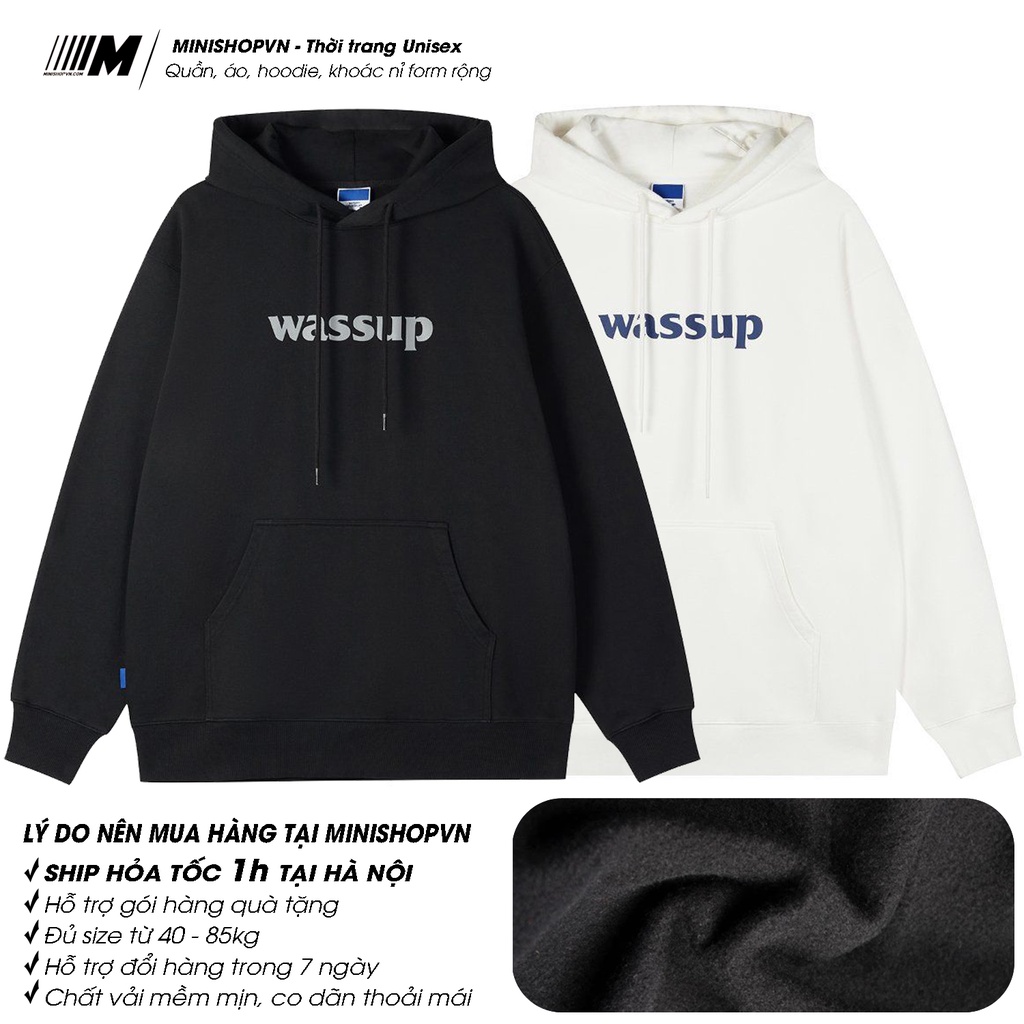 M
MINISHOPVN.COM
MINISHOPVN - Thời trang Unisex
Quần, áo, hoodie, khoác nỉ form rộng
wassup
wassup
LÝ DO NÊN MUA HÀNG TẠI MINISHOPVN
√ SHIP HỎA TỐC 1h TẠI HÀ NỘI
√ Hỗ trợ gói hàng quà tặng
√ Đủ size từ 40 - 85kg
√ Hỗ trợ đổi hàng trong 7 ngày
√ Chất vải mềm mịn, co dãn thoải mái